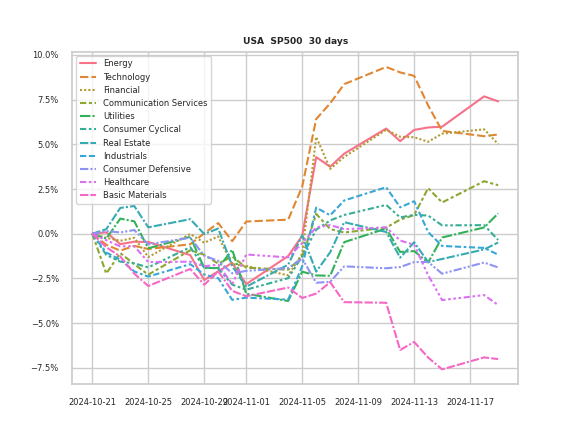 USA SP500 30 days
10.0%
7.5%
5.0%
2.5%
0.0%
−2.5%
−5.0%
−7.5%
Energy
Technology
Financial
Communication Services
Utilities
Consumer Cyclical
Real Estate
Industrials
Consumer Defensive
Healthcare
Basic Materials
2024-10-21 2024-10-25 2024-10-29 2024-11-01 2024-11-05 2024-11-09 2024-11-13 2024-11-17